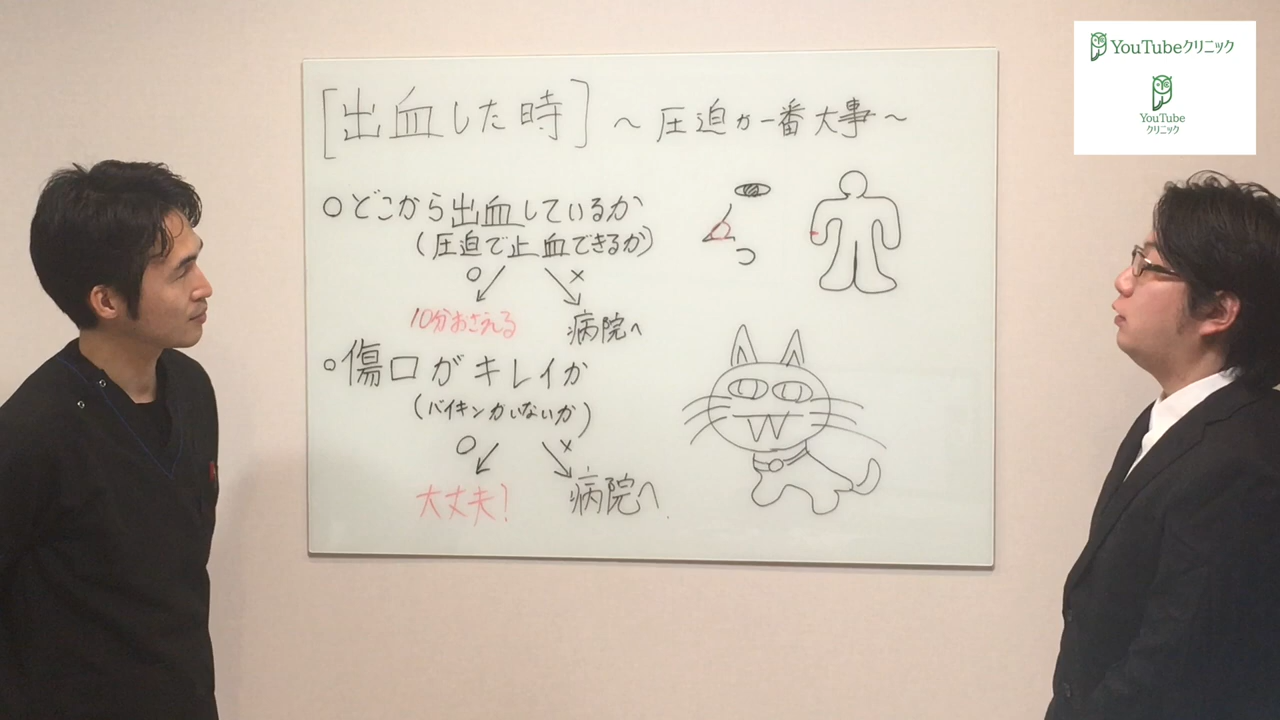 [出血した時] ～圧迫が一番大事～
○どこから出血しているか
(圧迫で止血できるか)
○ ×
10分おさえる 病院へ
○傷口がキレイか
(バイキンがいないか)
○ ×
大丈夫! 病院へ
YouTubeクリニック
YouTube
クリニック